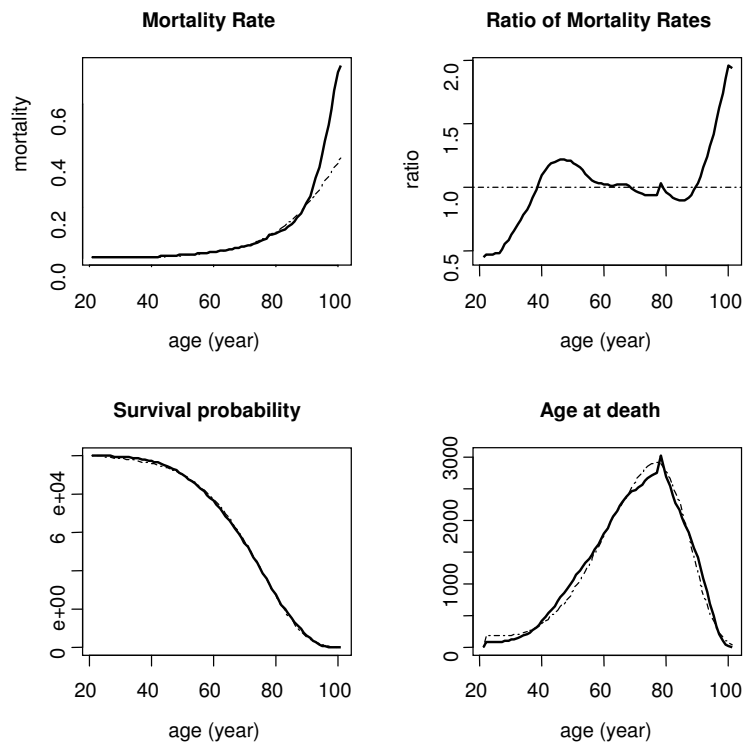 Mortality Rate
mortality
0.0 0.2 0.4 0.6
20 40 60 80 100
age (year)
Ratio of Mortality Rates
ratio
0.5 1.0 1.5 2.0
20 40 60 80 100
age (year)
Survival probability
0 e+00 6 e+04
20 40 60 80 100
age (year)
Age at death
0 1000 2000 3000
20 40 60 80 100
age (year)